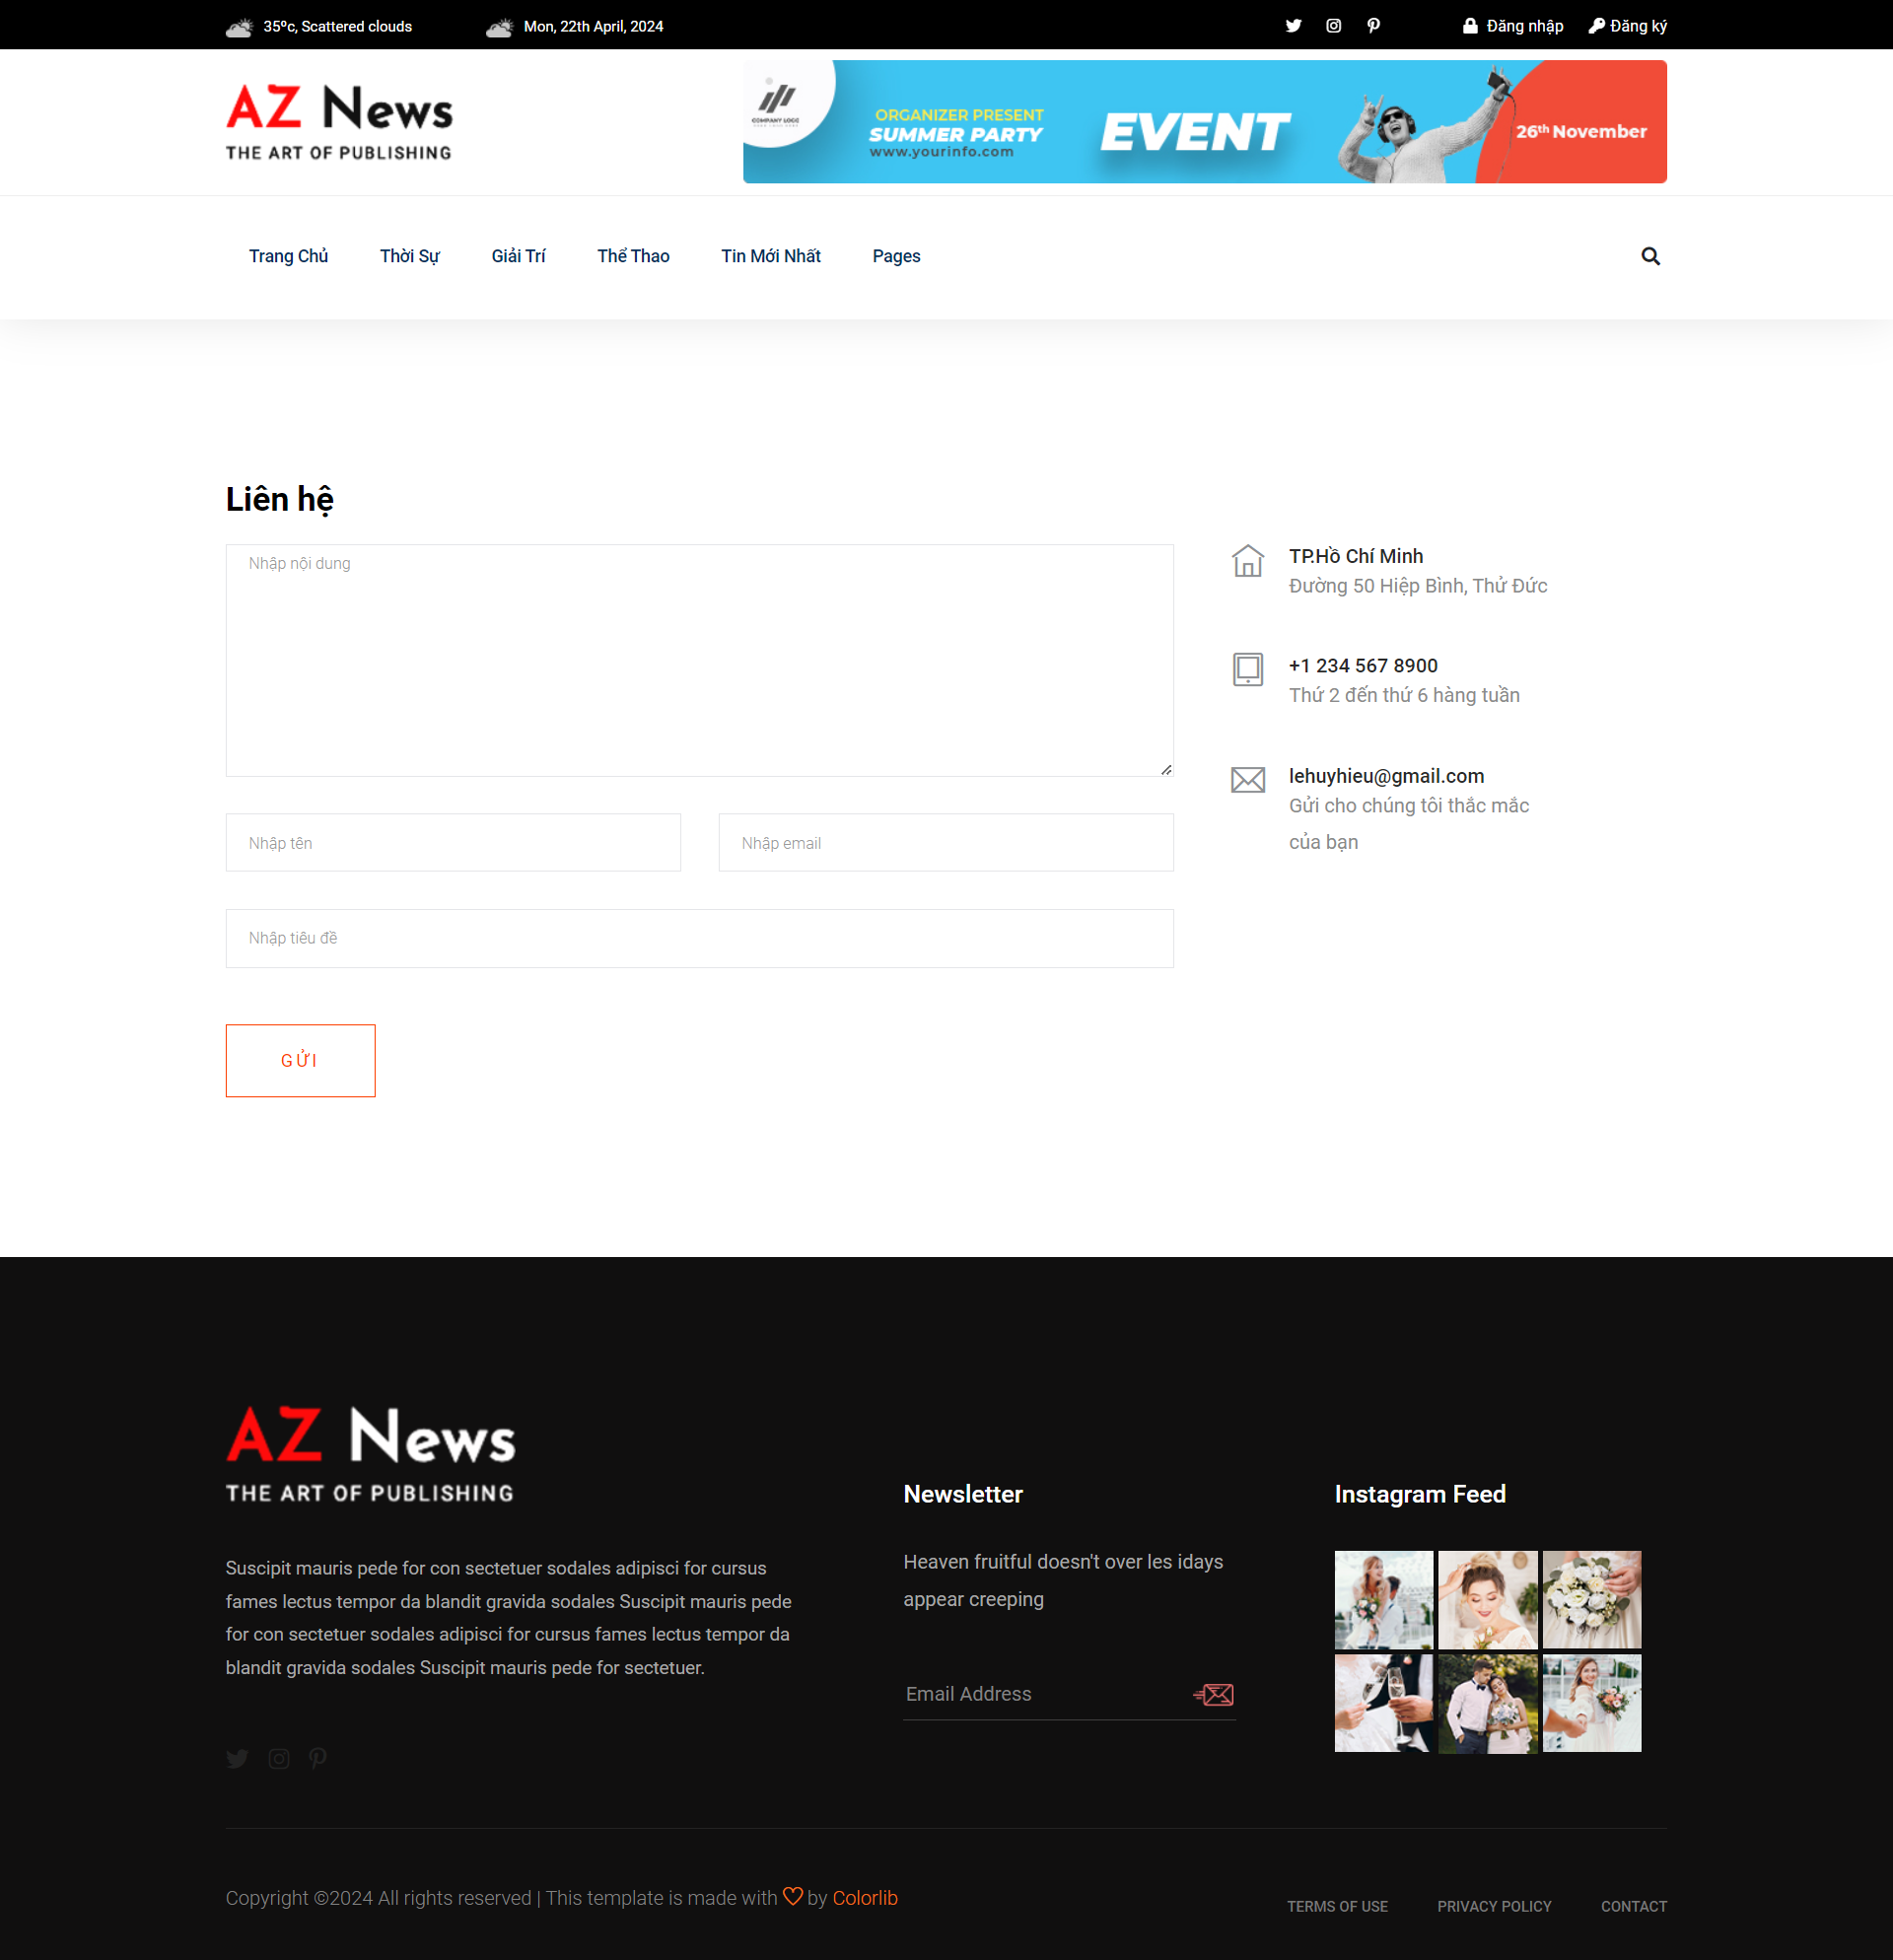 35ºc, Scattered clouds
Mon, 22th April, 2024
Đăng nhập
Đăng ký
AZ News
THE ART OF PUBLISHING
COMPANY LOGO
ORGANIZER PRESENT
SUMMER PARTY
www.yourinfo.com
EVENT
26th November
Trang Chủ
Thời Sự
Giải Trí
Thể Thao
Tin Mới Nhất
Pages
Liên hệ
Nhập nội dung
Nhập tên
Nhập email
Nhập tiêu đề
GỬI
TP.Hồ Chí Minh
Đường 50 Hiệp Bình, Thử Đức
+1 234 567 8900
Thứ 2 đến thứ 6 hàng tuần
lehuyhieu@gmail.com
Gửi cho chúng tôi thắc mắc
của bạn
AZ News
THE ART OF PUBLISHING
Suscipit mauris pede for con sectetuer sodales adipisci for cursus
fames lectus tempor da blandit gravida sodales Suscipit mauris pede
for con sectetuer sodales adipisci for cursus fames lectus tempor da
blandit gravida sodales Suscipit mauris pede for sectetuer.
Newsletter
Heaven fruitful doesn't over les idays
appear creeping
Email Address
Instagram Feed
Copyright ©2024 All rights reserved | This template is made with ♡ by Colorlib
TERMS OF USE
PRIVACY POLICY
CONTACT